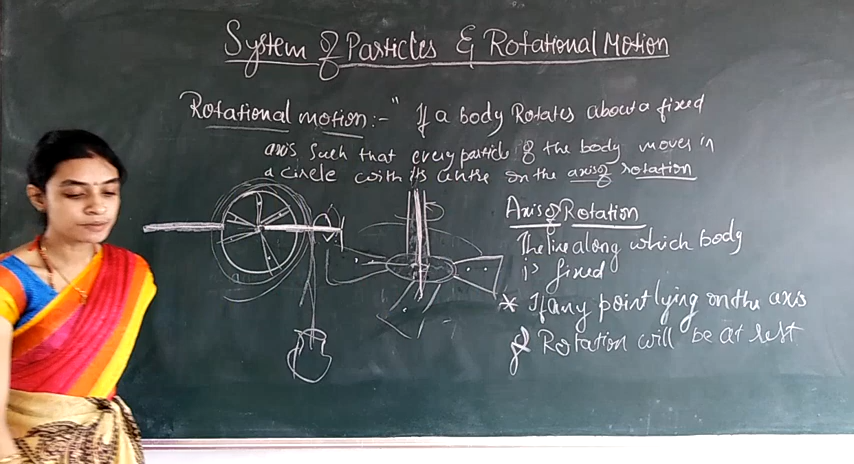 System of Particles & Rotational Motion
Rotational motion:- " If a body Rotates about a fixed
axis such that every particle of the body moves in
a circle with its centre on the axis of rotation
Axis of Rotation
The line along which body
is fixed
* If any point lying on the axis
of Rotation will be at rest